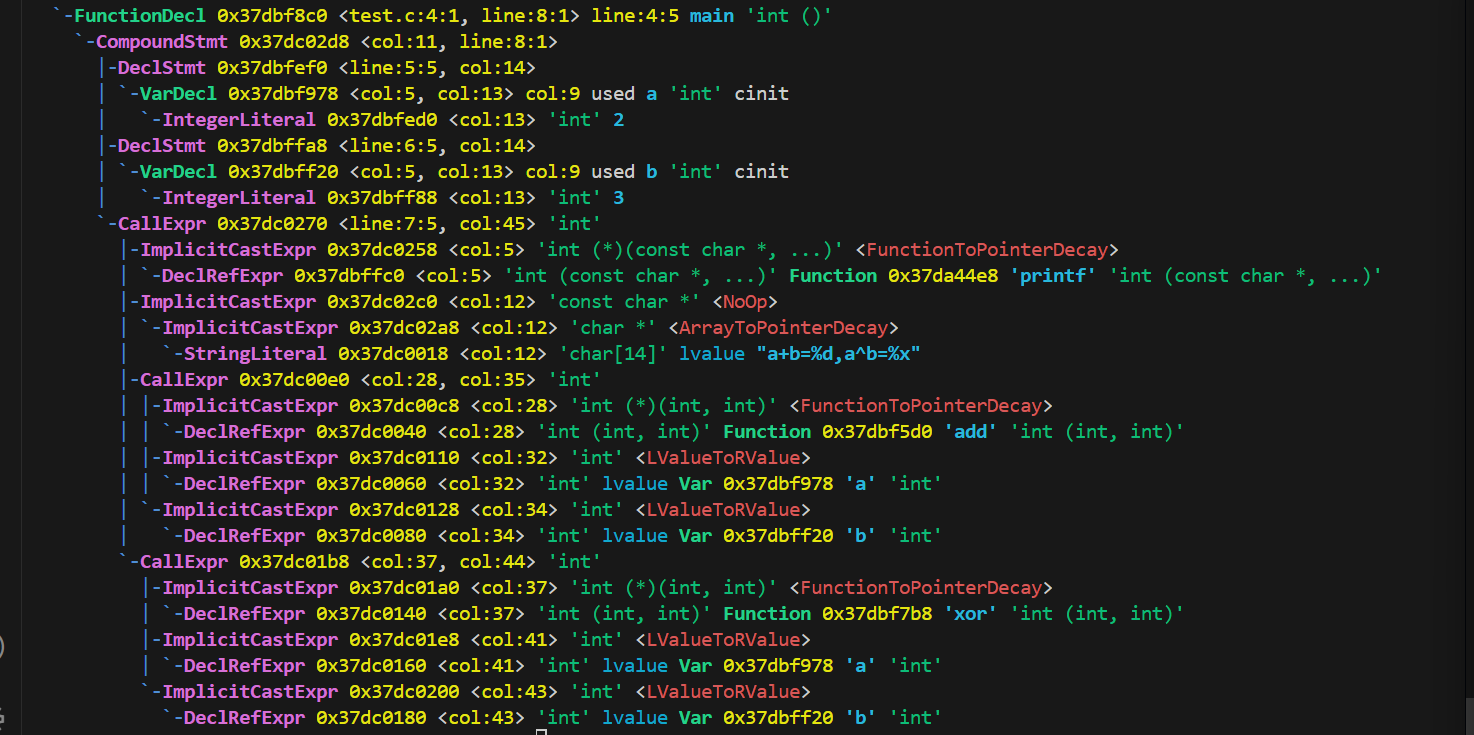 `-FunctionDecl 0x37dbf8c0 <test.c:4:1, line:8:1> line:4:5 main 'int ()'
  `-CompoundStmt 0x37dc02d8 <col:11, line:8:1>
    |-DeclStmt 0x37dbfef0 <line:5:5, col:14>
    | `-VarDecl 0x37dbf978 <col:5, col:13> col:9 used a 'int' cinit
    |   `-IntegerLiteral 0x37dbfed0 <col:13> 'int' 2
    |-DeclStmt 0x37dbffa8 <line:6:5, col:14>
    | `-VarDecl 0x37dbff20 <col:5, col:13> col:9 used b 'int' cinit
    |   `-IntegerLiteral 0x37dbff88 <col:13> 'int' 3
    `-CallExpr 0x37dc0270 <line:7:5, col:45> 'int'
      |-ImplicitCastExpr 0x37dc0258 <col:5> 'int (*)(const char *, ...)' <FunctionToPointerDecay>
      | `-DeclRefExpr 0x37dbffc0 <col:5> 'int (const char *, ...)' Function 0x37da44e8 'printf' 'int (const char *, ...)'
      |-ImplicitCastExpr 0x37dc02c0 <col:12> 'const char *' <NoOp>
      | `-ImplicitCastExpr 0x37dc02a8 <col:12> 'char *' <ArrayToPointerDecay>
      |   `-StringLiteral 0x37dc0018 <col:12> 'char[14]' lvalue "a+b=%d,a^b=%x"
      |-CallExpr 0x37dc00e0 <col:28, col:35> 'int'
      | |-ImplicitCastExpr 0x37dc00c8 <col:28> 'int (*)(int, int)' <FunctionToPointerDecay>
      | | `-DeclRefExpr 0x37dc0040 <col:28> 'int (int, int)' Function 0x37dbf5d0 'add' 'int (int, int)'
      | |-ImplicitCastExpr 0x37dc0110 <col:32> 'int' <LValueToRValue>
      | | `-DeclRefExpr 0x37dc0060 <col:32> 'int' lvalue Var 0x37dbf978 'a' 'int'
      | `-ImplicitCastExpr 0x37dc0128 <col:34> 'int' <LValueToRValue>
      |   `-DeclRefExpr 0x37dc0080 <col:34> 'int' lvalue Var 0x37dbff20 'b' 'int'
      `-CallExpr 0x37dc01b8 <col:37, col:44> 'int'
        |-ImplicitCastExpr 0x37dc01a0 <col:37> 'int (*)(int, int)' <FunctionToPointerDecay>
        | `-DeclRefExpr 0x37dc0140 <col:37> 'int (int, int)' Function 0x37dbf7b8 'xor' 'int (int, int)'
        |-ImplicitCastExpr 0x37dc01e8 <col:41> 'int' <LValueToRValue>
        | `-DeclRefExpr 0x37dc0160 <col:41> 'int' lvalue Var 0x37dbf978 'a' 'int'
        `-ImplicitCastExpr 0x37dc0200 <col:43> 'int' <LValueToRValue>
          `-DeclRefExpr 0x37dc0180 <col:43> 'int' lvalue Var 0x37dbff20 'b' 'int'